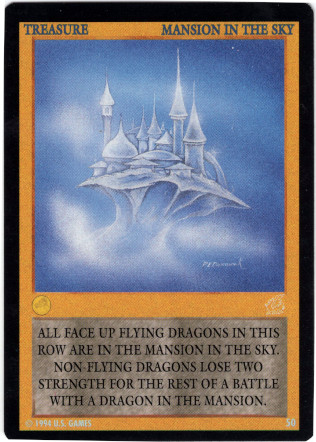 TREASURE MANSION IN THE SKY
ALL FACE UP FLYING DRAGONS IN THIS
ROW ARE IN THE MANSION IN THE SKY.
NON-FLYING DRAGONS LOSE TWO
STRENGTH FOR THE REST OF A BATTLE
WITH A DRAGON IN THE MANSION.
© 1994 U.S. GAMES 50